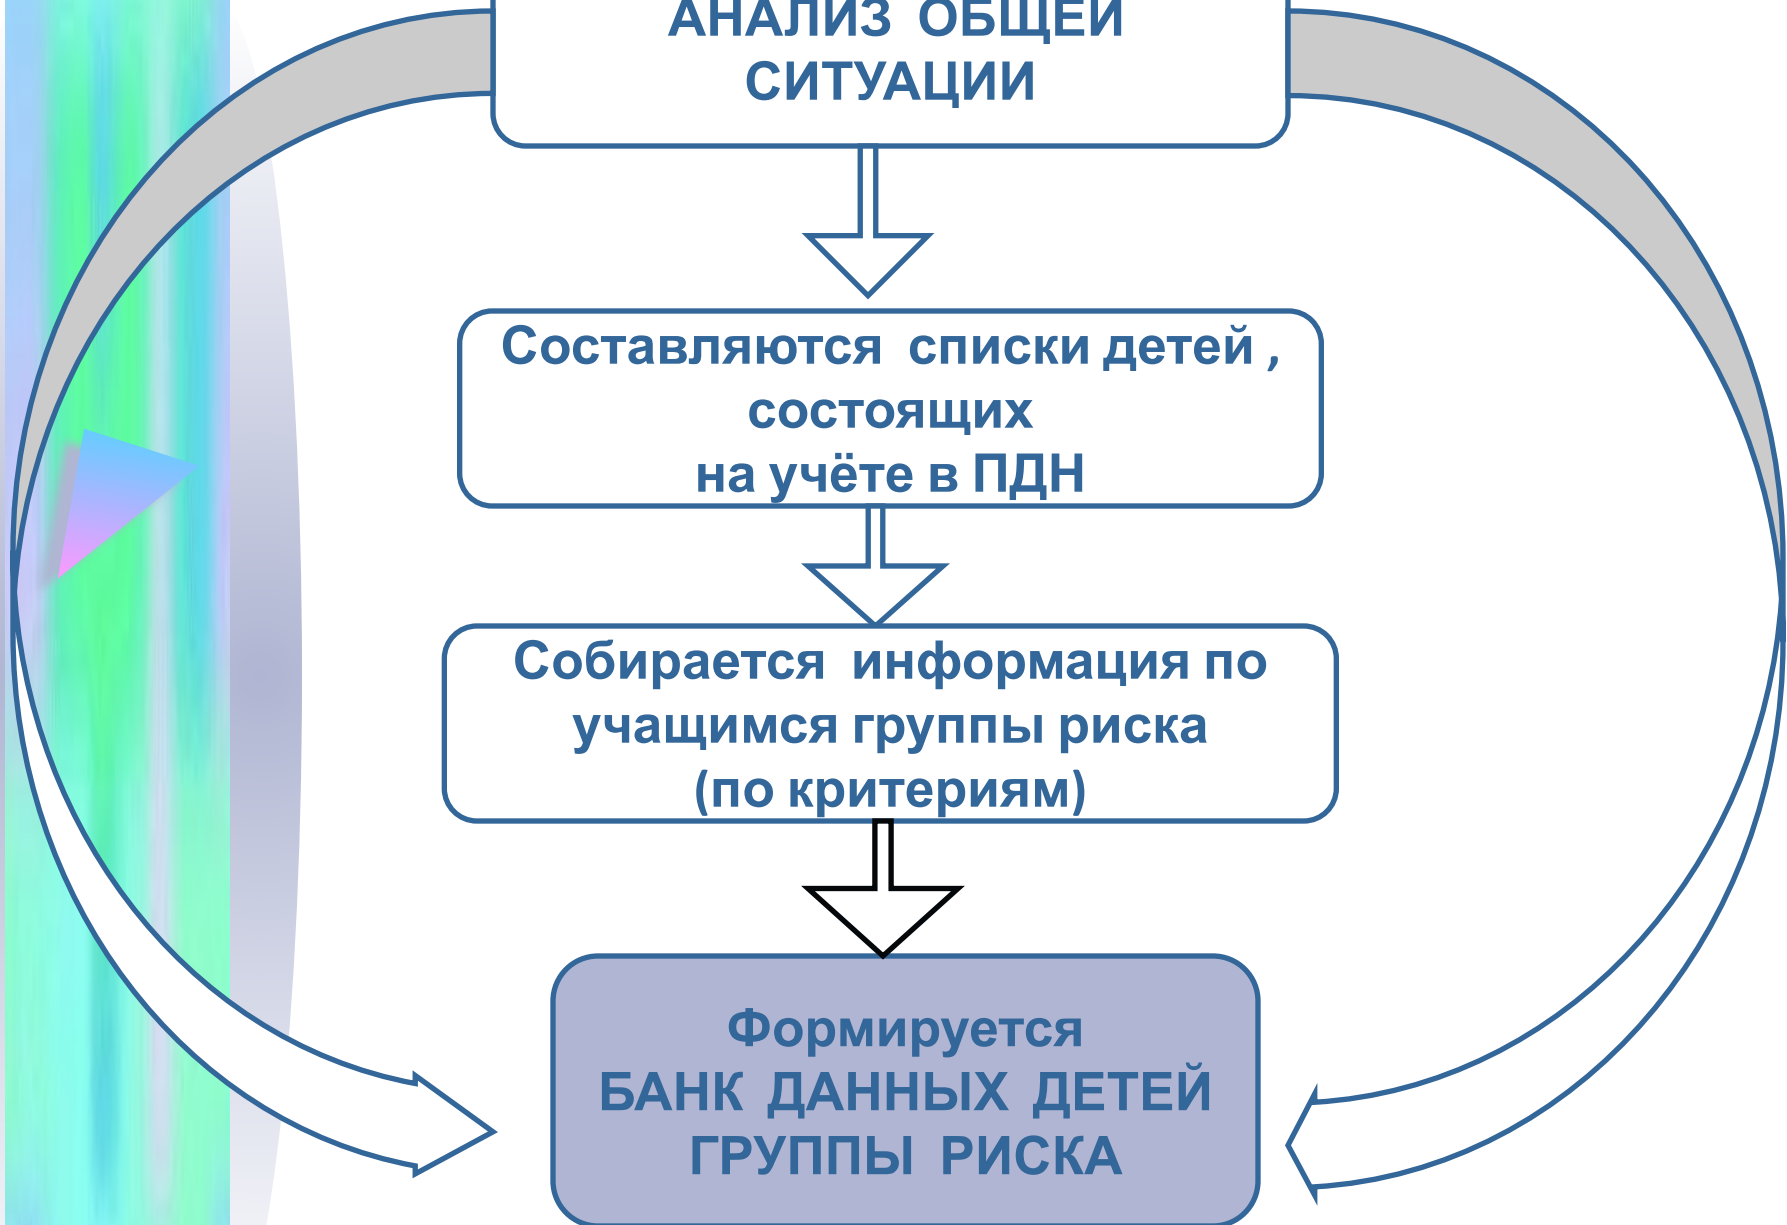 АНАЛИЗ ОБЩЕЙ
СИТУАЦИИ
Составляются списки детей ,
состоящих
на учёте в ПДН
Собирается информация по
учащимся группы риска
(по критериям)
Формируется
БАНК ДАННЫХ ДЕТЕЙ
ГРУППЫ РИСКА